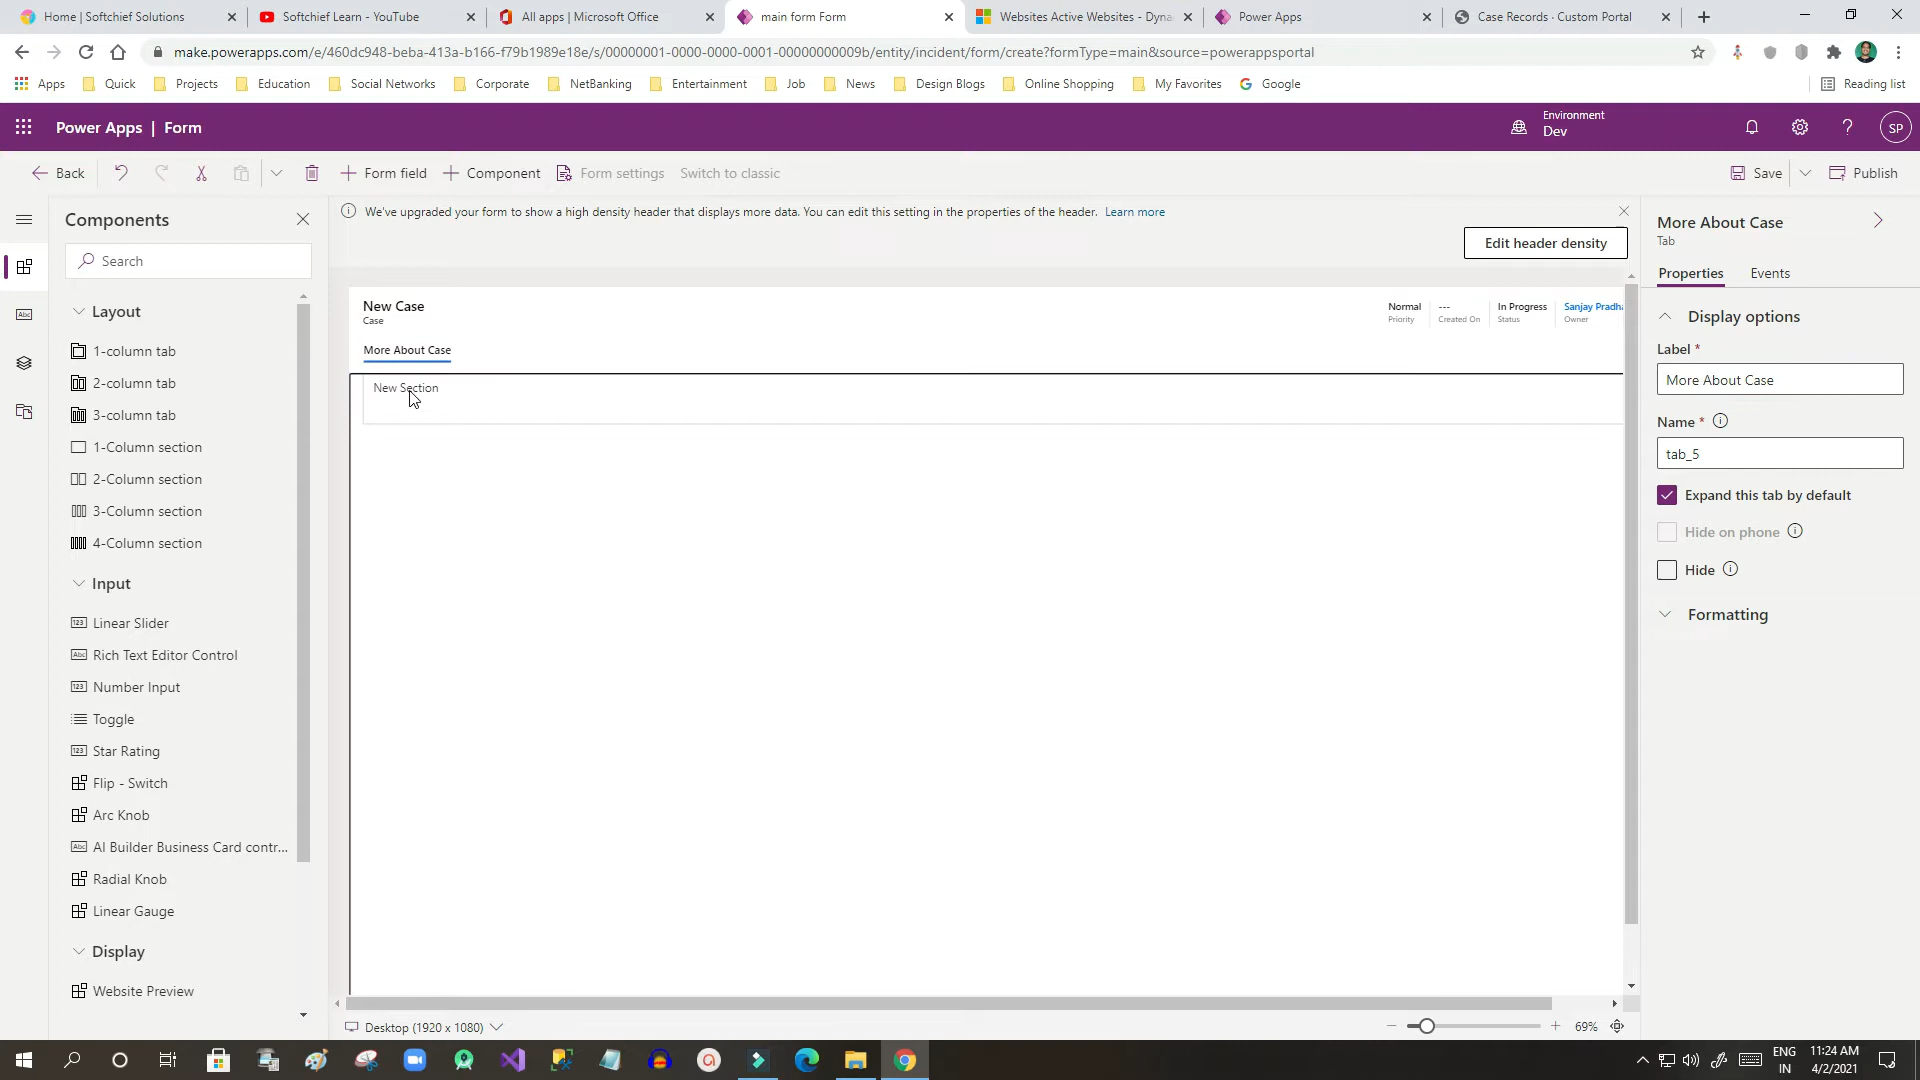 Home | Softchief Solutions
Softchief Learn - YouTube
All apps | Microsoft Office
main form Form
Websites Active Websites - Dyna
Power Apps
Case Records · Custom Portal
make.powerapps.com/e/460dc948-beba-413a-b166-f79b1989e18e/s/00000001-0000-0000-0001-00000000009b/entity/incident/form/create?formType=main&source=powerappsportal
Apps
Quick
Projects
Education
Social Networks
Corporate
NetBanking
Entertainment
Job
News
Design Blogs
Online Shopping
My Favorites
Google
Reading list
Power Apps | Form
Environment
Dev
SP
Back
Form field
Component
Form settings
Switch to classic
Save
Publish
Components
Search
Layout
1-column tab
2-column tab
3-column tab
1-Column section
2-Column section
3-Column section
4-Column section
Input
Linear Slider
Rich Text Editor Control
Number Input
Toggle
Star Rating
Flip - Switch
Arc Knob
AI Builder Business Card contr...
Radial Knob
Linear Gauge
Display
Website Preview
We've upgraded your form to show a high density header that displays more data. You can edit this setting in the properties of the header. Learn more
Edit header density
New Case
Case
Normal
Priority
---
Created On
In Progress
Status
Sanjay Pradha
Owner
More About Case
New Section
Desktop (1920 x 1080)
69%
More About Case
Tab
Properties
Events
Display options
Label *
More About Case
Name *
tab_5
Expand this tab by default
Hide on phone
Hide
Formatting
ENG
IN
11:24 AM
4/2/2021